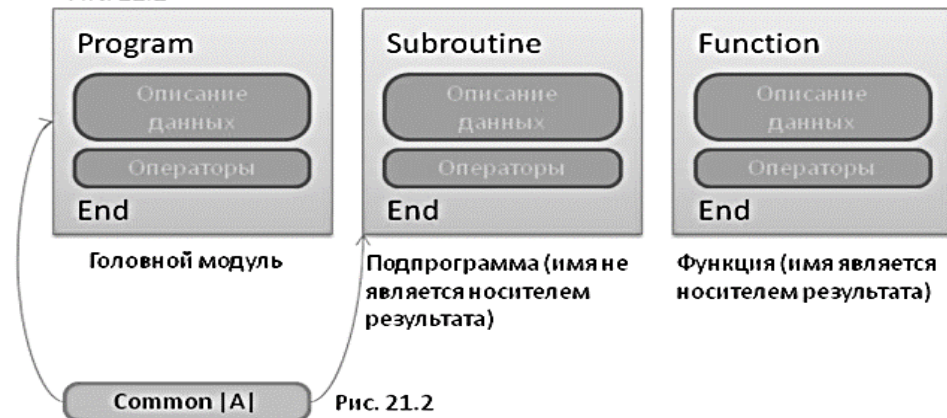 Program
Описание
данных
Операторы
End
Головной модуль
Subroutine
Описание
данных
Операторы
End
Подпрограмма (имя не
является носителем
результата)
Function
Описание
данных
Операторы
End
Функция (имя является
носителем результата)
Common |A|
Рис. 21.2